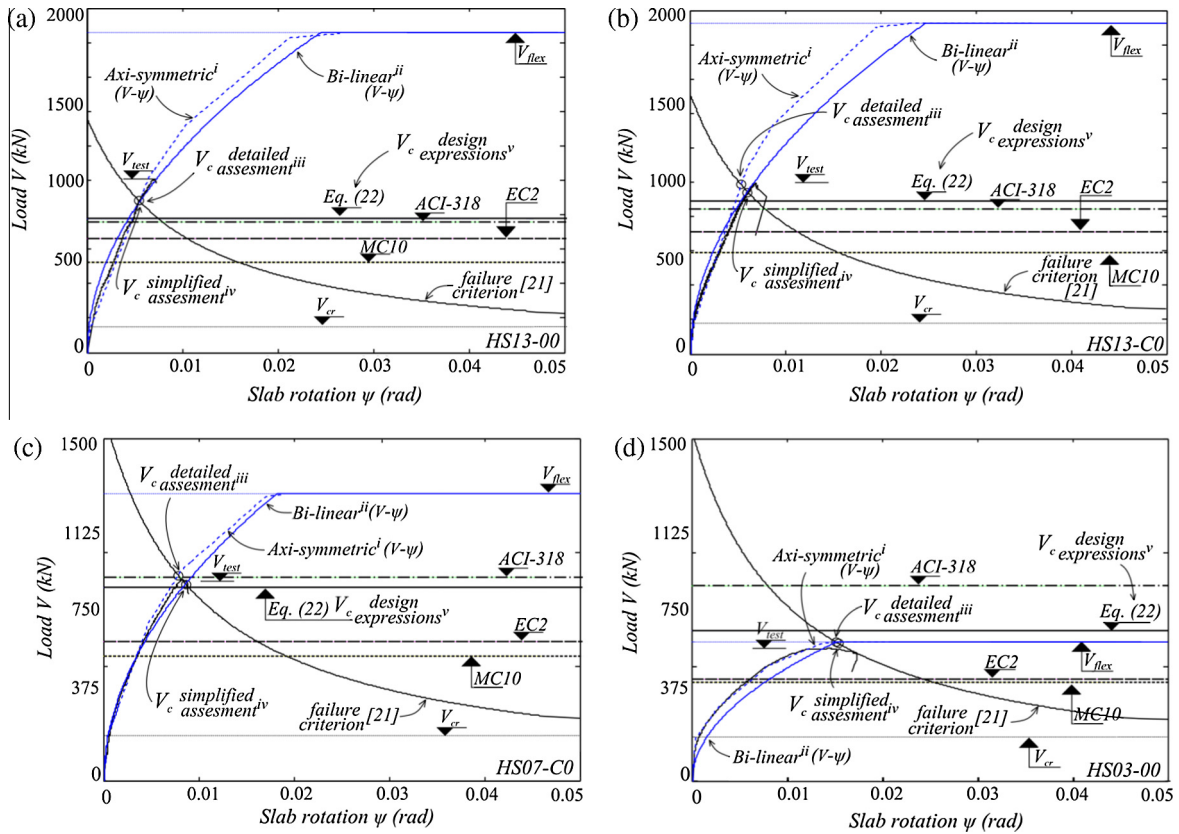 (a)
2000
1500
1000
500
0
Load V (kN)
Axi-symmetric^i
(V-ψ)
Bi-linear^ii
(V-ψ)
V_flex
V_test
V_c detailed assesment^iii
V_c design expressions^v
Eq. (22)
ACI-318
EC2
MC10
V_c simplified assesment^iv
failure
criterion [21]
V_cr
HS13-00
0 0.01 0.02 0.03 0.04 0.05
Slab rotation ψ (rad)
(b)
2000
1500
1000
500
0
Load V (kN)
Axi-symmetric^i
(V-ψ)
Bi-linear^ii
(V-ψ)
V_flex
V_c detailed assesment^iii
V_c design expressions^v
V_test
Eq. (22)
ACI-318
EC2
V_c simplified assesment^iv
failure
criterion
[21]
MC10
V_cr
HS13-C0
0 0.01 0.02 0.03 0.04 0.05
Slab rotation ψ (rad)
(c)
1500
1125
750
375
0
Load V (kN)
V_c detailed assesment^iii
V_flex
Bi-linear^ii (V-ψ)
Axi-symmetric^i (V-ψ)
V_test
ACI-318
Eq. (22)
V_c design expressions^v
EC2
MC10
V_c simplified assesment^iv
failure
criterion [21]
V_cr
HS07-C0
0 0.01 0.02 0.03 0.04 0.05
Slab rotation ψ (rad)
(d)
1500
1125
750
375
0
Load V (kN)
Axi-symmetric^i
(V-ψ)
ACI-318
V_c design expressions^v
V_c detailed assesment^iii
Eq. (22)
V_test
EC2
V_flex
V_c simplified assesment^iv
failure
criterion [21]
MC10
Bi-linear^ii (V-ψ)
V_cr
HS03-00
0 0.01 0.02 0.03 0.04 0.05
Slab rotation ψ (rad)